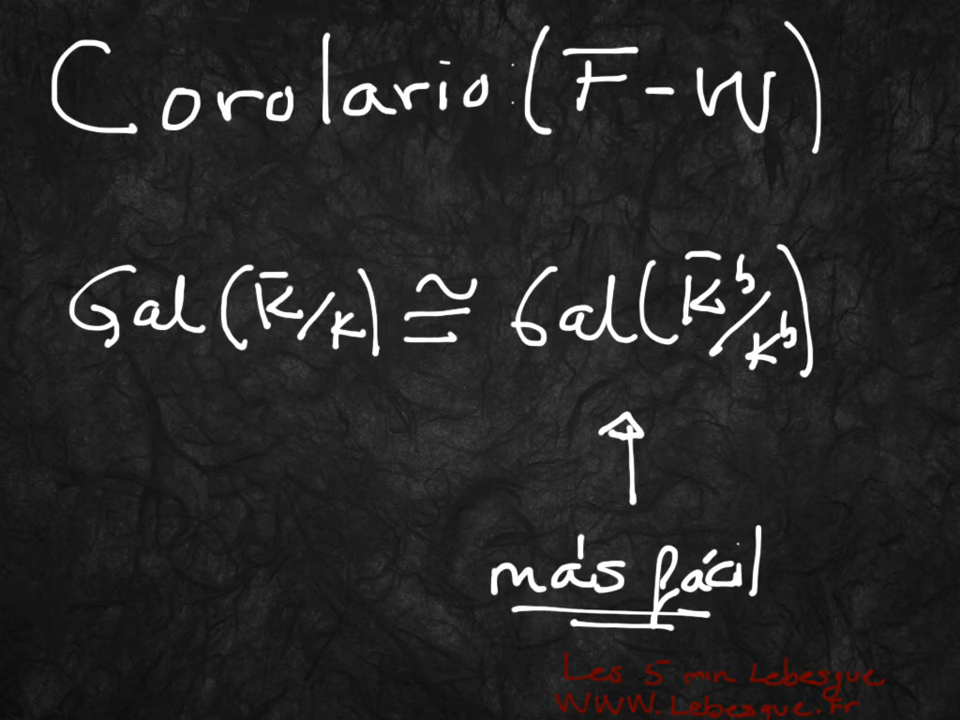 Corolario: (F-W)
Gal(K̄/K) ≅ Gal(K̄♭/K♭)
más fácil
Les 5 min Lebesgue
WWW.Lebesgue.Fr